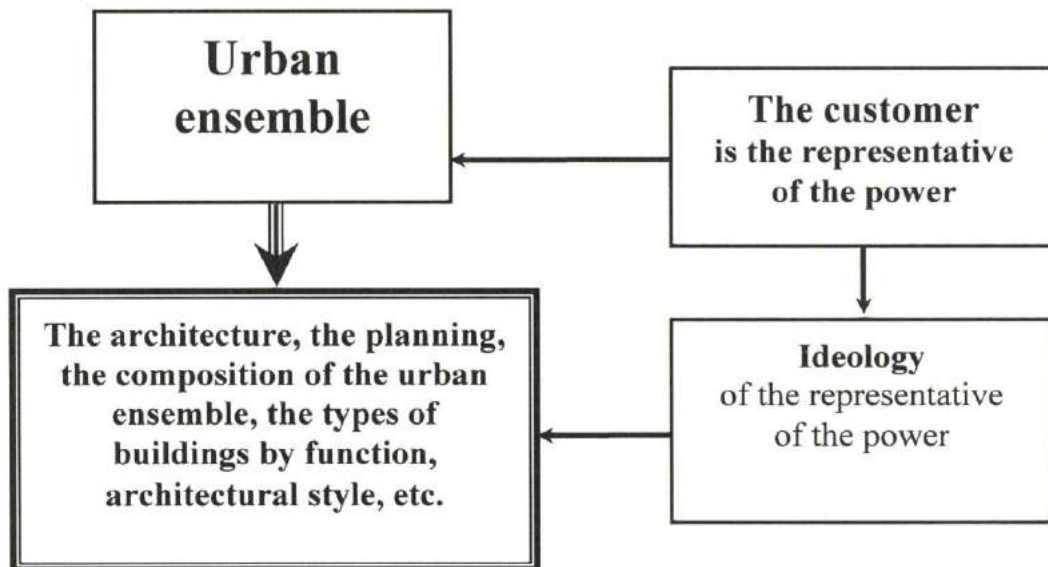 Urban
ensemble
The customer
is the representative
of the power
The architecture, the planning,
the composition of the urban
ensemble, the types of
buildings by function,
architectural style, etc.
Ideology
of the representative
of the power